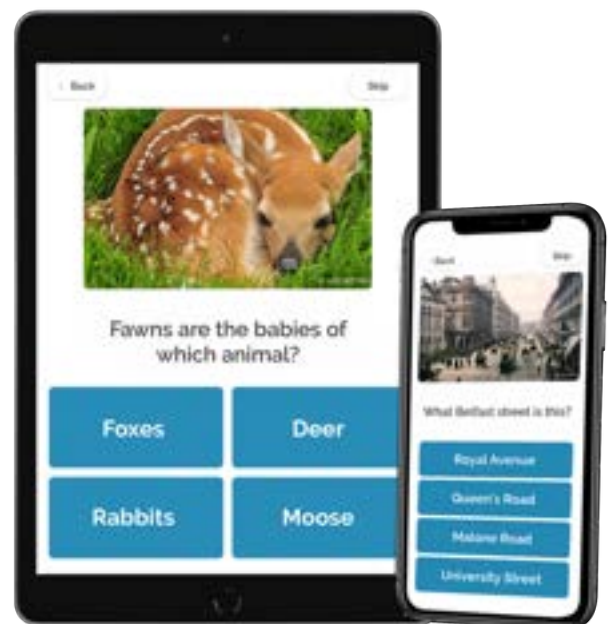 Back
Skip
Fawns are the babies of
which animal?
Foxes
Deer
Rabbits
Moose
Back
Skip
What Belfast street is this?
Royal Avenue
Queen's Road
Malone Road
University Street